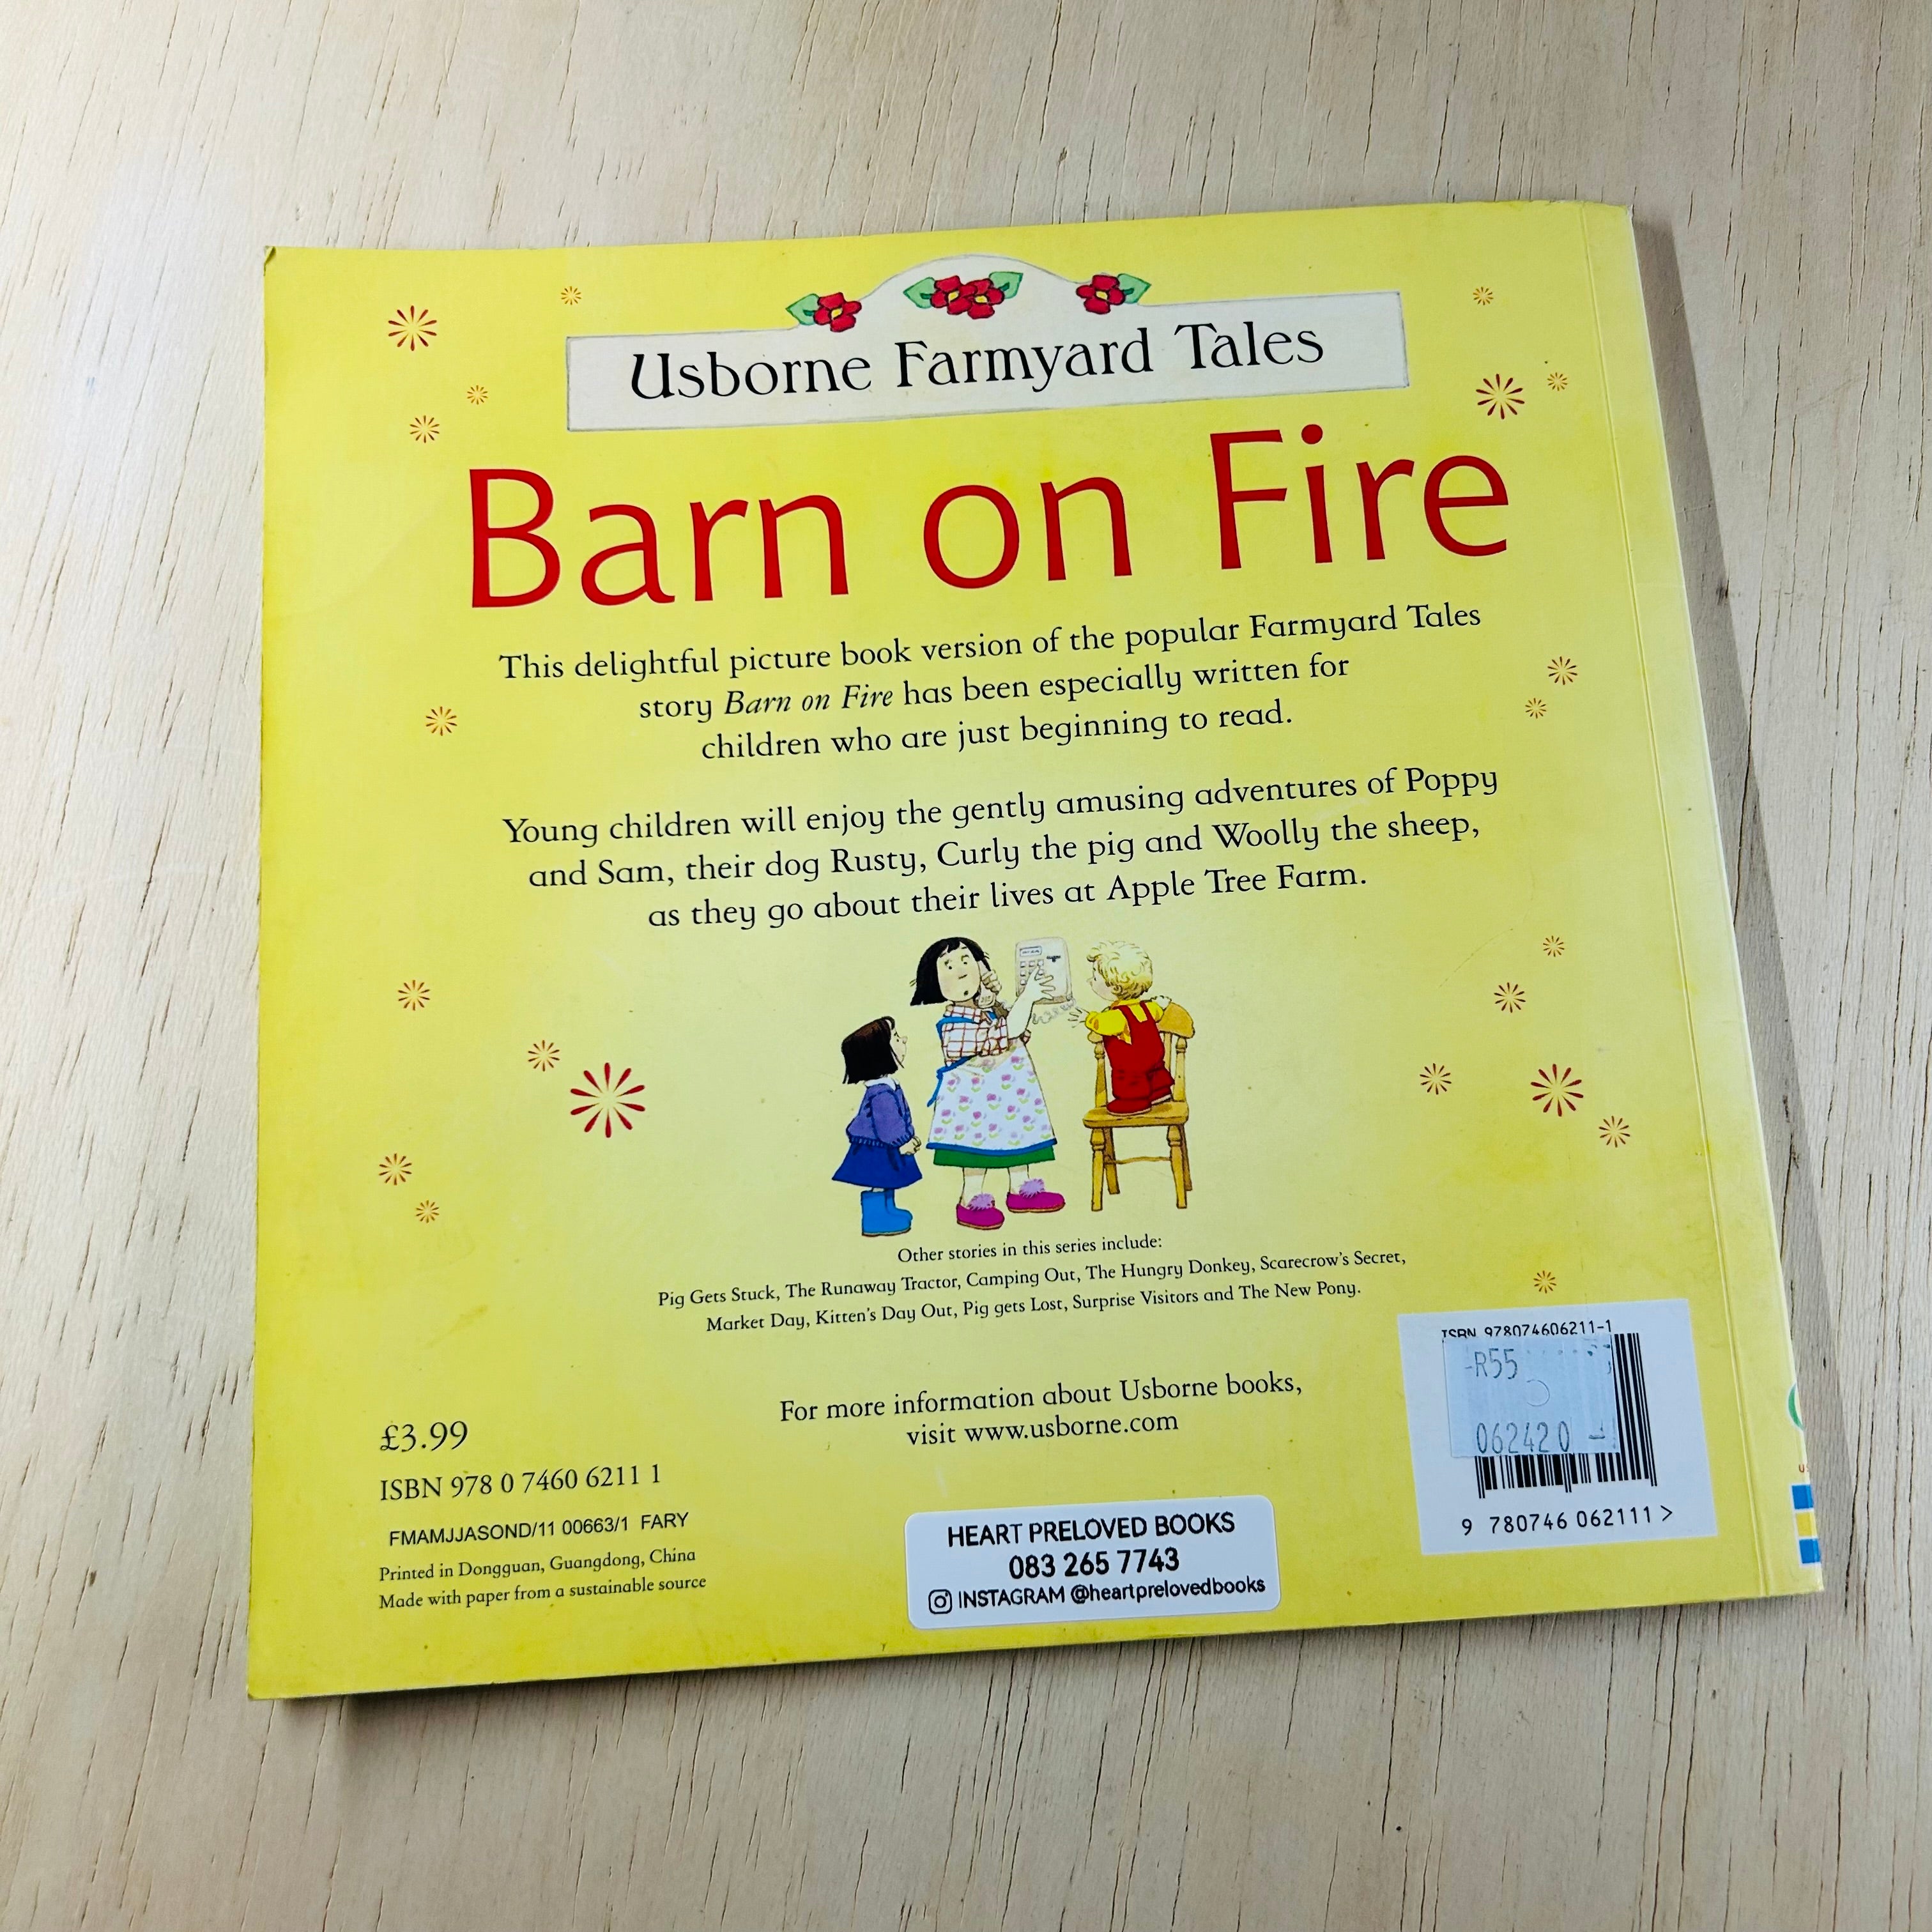 Usborne Farmyard Tales
Barn on Fire
This delightful picture book version of the popular Farmyard Tales
story Barn on Fire has been especially written for
children who are just beginning to read.
Young children will enjoy the gently amusing adventures of Poppy
and Sam, their dog Rusty, Curly the pig and Woolly the sheep,
as they go about their lives at Apple Tree Farm.
Other stories in this series include:
Pig Gets Stuck, The Runaway Tractor, Camping Out, The Hungry Donkey, Scarecrow's Secret,
Market Day, Kitten's Day Out, Pig gets Lost, Surprise Visitors and The New Pony.
For more information about Usborne books,
visit www.usborne.com
£3.99
ISBN 978 0 7460 6211 1
FMAMJJASOND/11 00663/1 FARY
Printed in Dongguan, Guangdong, China
Made with paper from a sustainable source
HEART PRELOVED BOOKS
083 265 7743
INSTAGRAM @heartprelovedbooks
ISBN 978074606211-1
-R55
062420 -
9 780746 062111 >